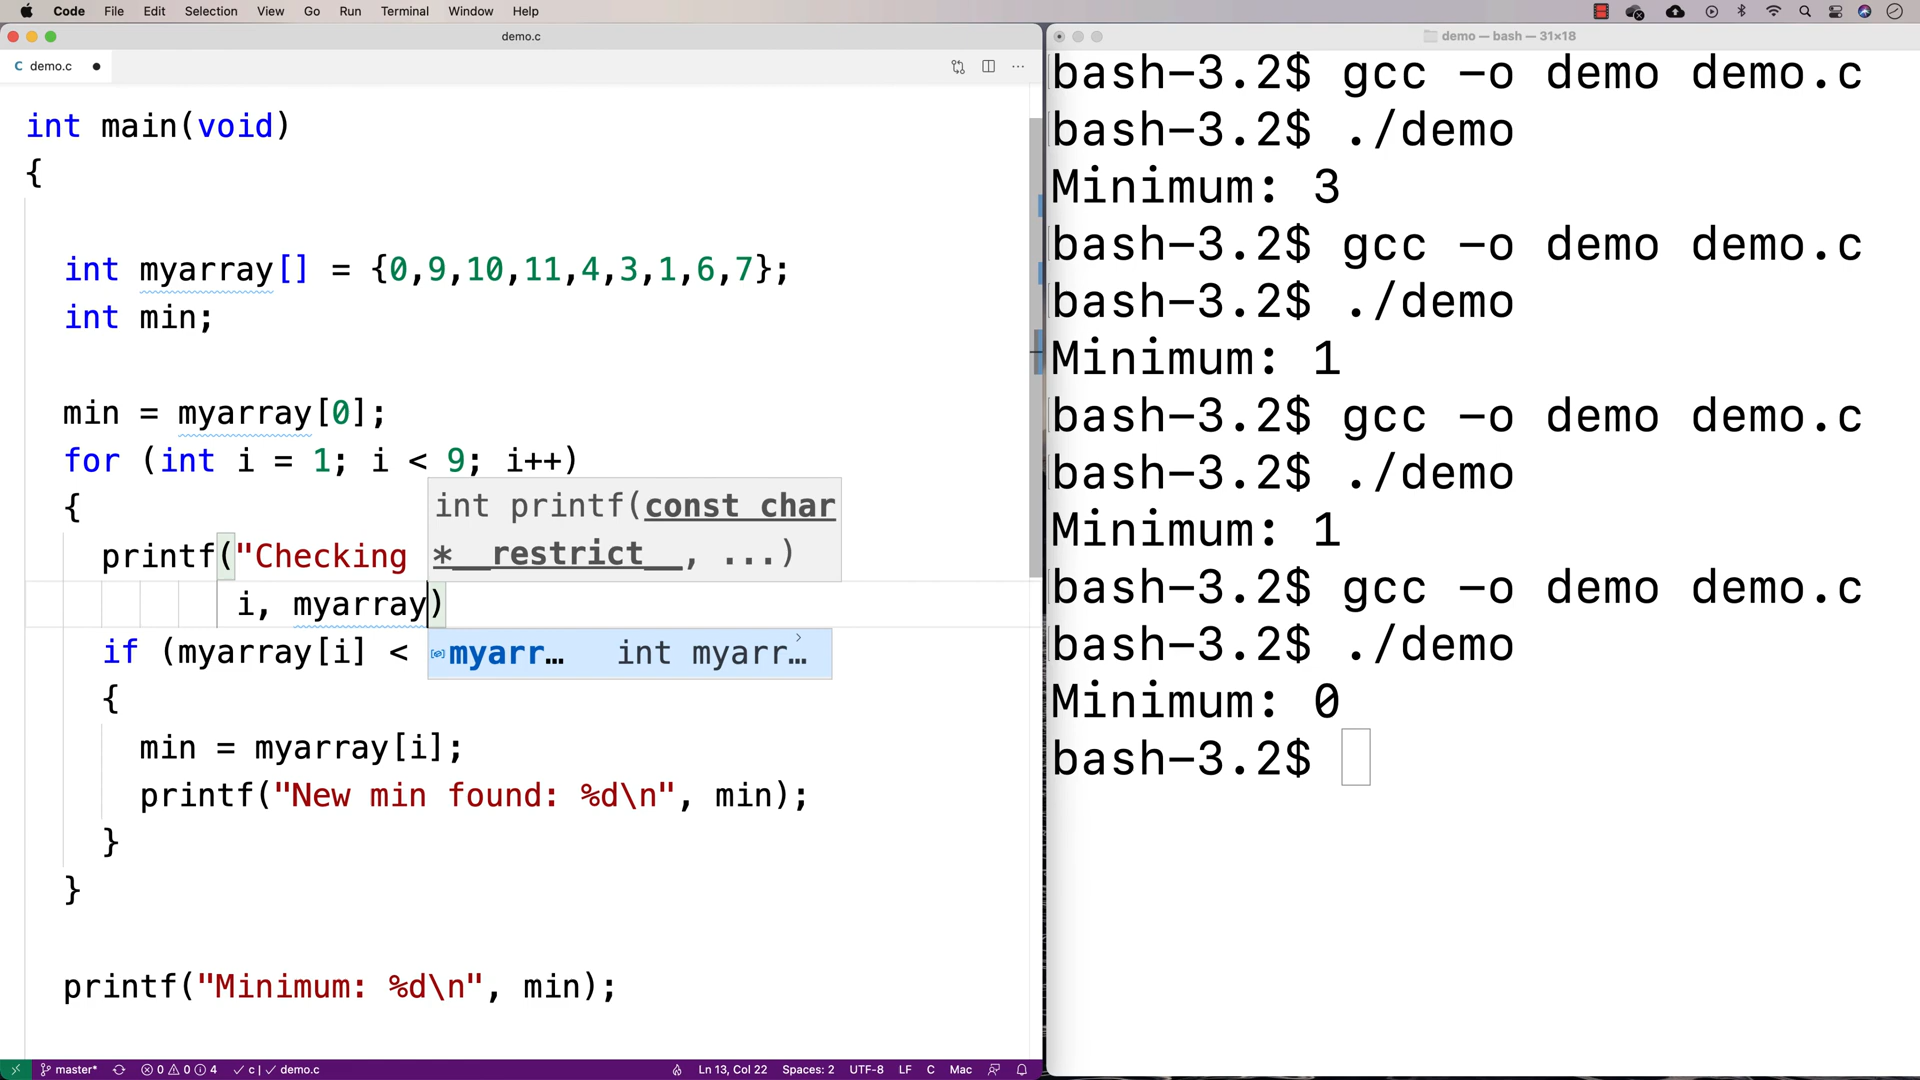 Code File Edit Selection View Go Run Terminal Window Help
demo.c
C demo.c
int main(void)
{
int myarray[] = {0,9,10,11,4,3,1,6,7};
int min;
min = myarray[0];
for (int i = 1; i < 9; i++)
{
int printf(const char
*__restrict__, ...)
printf("Checking
i, myarray)
if (myarray[i] <
myarr… int myarr…
{
min = myarray[i];
printf("New min found: %d\n", min);
}
}
printf("Minimum: %d\n", min);
master* 0 0 4 c | demo.c Ln 13, Col 22 Spaces: 2 UTF-8 LF C Mac
demo — bash — 31×18
bash-3.2$ gcc -o demo demo.c
bash-3.2$ ./demo
Minimum: 3
bash-3.2$ gcc -o demo demo.c
bash-3.2$ ./demo
Minimum: 1
bash-3.2$ gcc -o demo demo.c
bash-3.2$ ./demo
Minimum: 1
bash-3.2$ gcc -o demo demo.c
bash-3.2$ ./demo
Minimum: 0
bash-3.2$